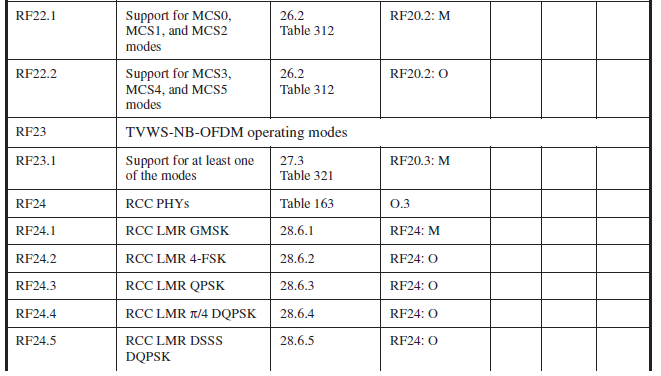 RF22.1 Support for MCS0, 26.2 RF20.2: M
MCS1, and MCS2 Table 312
modes
RF22.2 Support for MCS3, 26.2 RF20.2: O
MCS4, and MCS5 Table 312
modes
RF23 TVWS-NB-OFDM operating modes
RF23.1 Support for at least one 27.3 RF20.3: M
of the modes Table 321
RF24 RCC PHYs Table 163 O.3
RF24.1 RCC LMR GMSK 28.6.1 RF24: M
RF24.2 RCC LMR 4-FSK 28.6.2 RF24: O
RF24.3 RCC LMR QPSK 28.6.3 RF24: O
RF24.4 RCC LMR π/4 DQPSK 28.6.4 RF24: O
RF24.5 RCC LMR DSSS 28.6.5 RF24: O
DQPSK